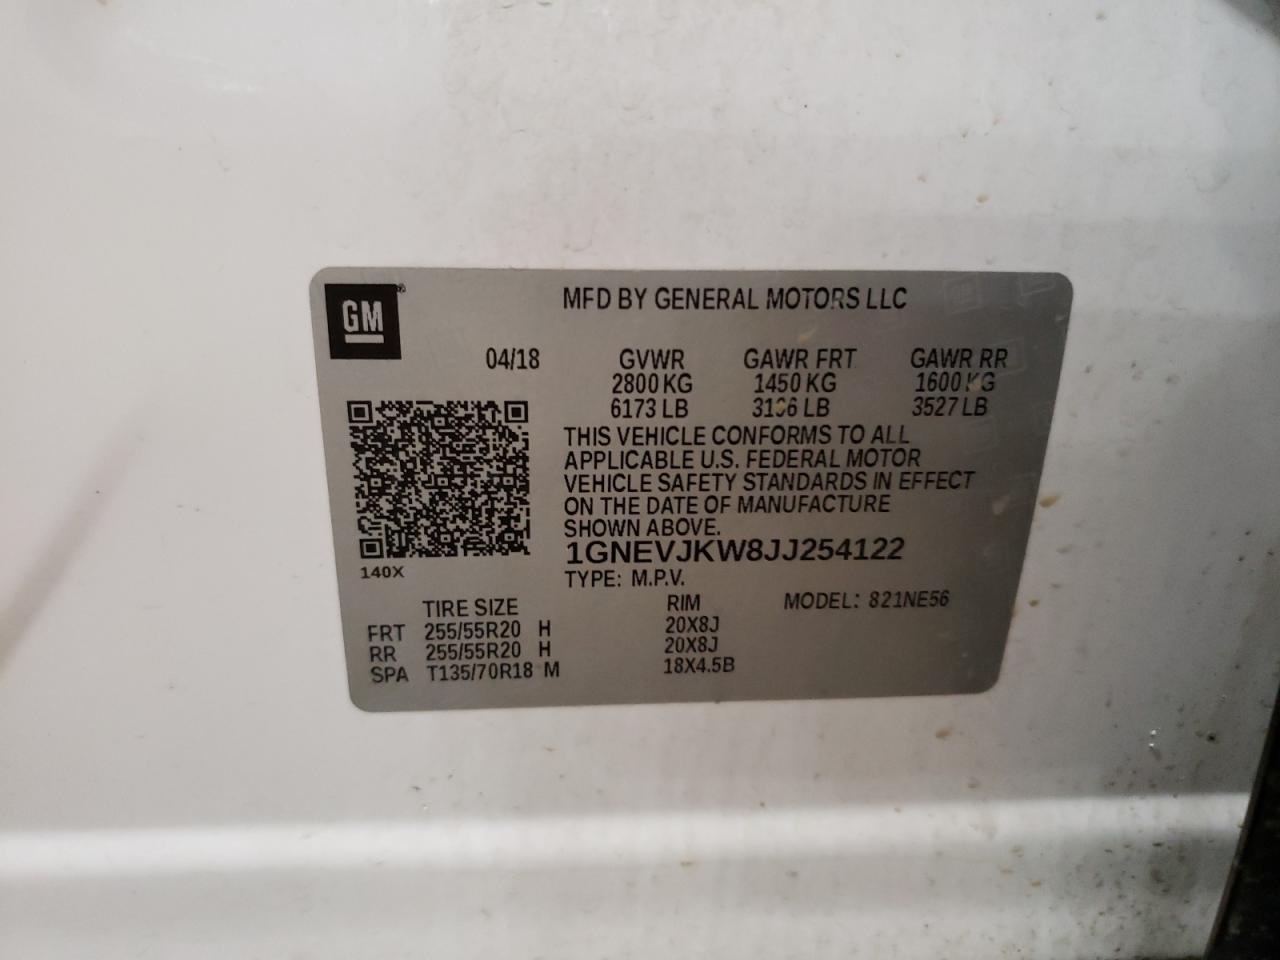 GM®
MFD BY GENERAL MOTORS LLC
04/18 GVWR GAWR FRT GAWR RR
2800 KG 1450 KG 1600 KG
6173 LB 3196 LB 3527 LB
THIS VEHICLE CONFORMS TO ALL
APPLICABLE U.S. FEDERAL MOTOR
VEHICLE SAFETY STANDARDS IN EFFECT
ON THE DATE OF MANUFACTURE
SHOWN ABOVE.
1GNEVJKW8JJ254122
140X
TYPE: M.P.V.
TIRE SIZE RIM MODEL: 821NE56
FRT 255/55R20 H 20X8J
RR 255/55R20 H 20X8J
SPA T135/70R18 M 18X4.5B